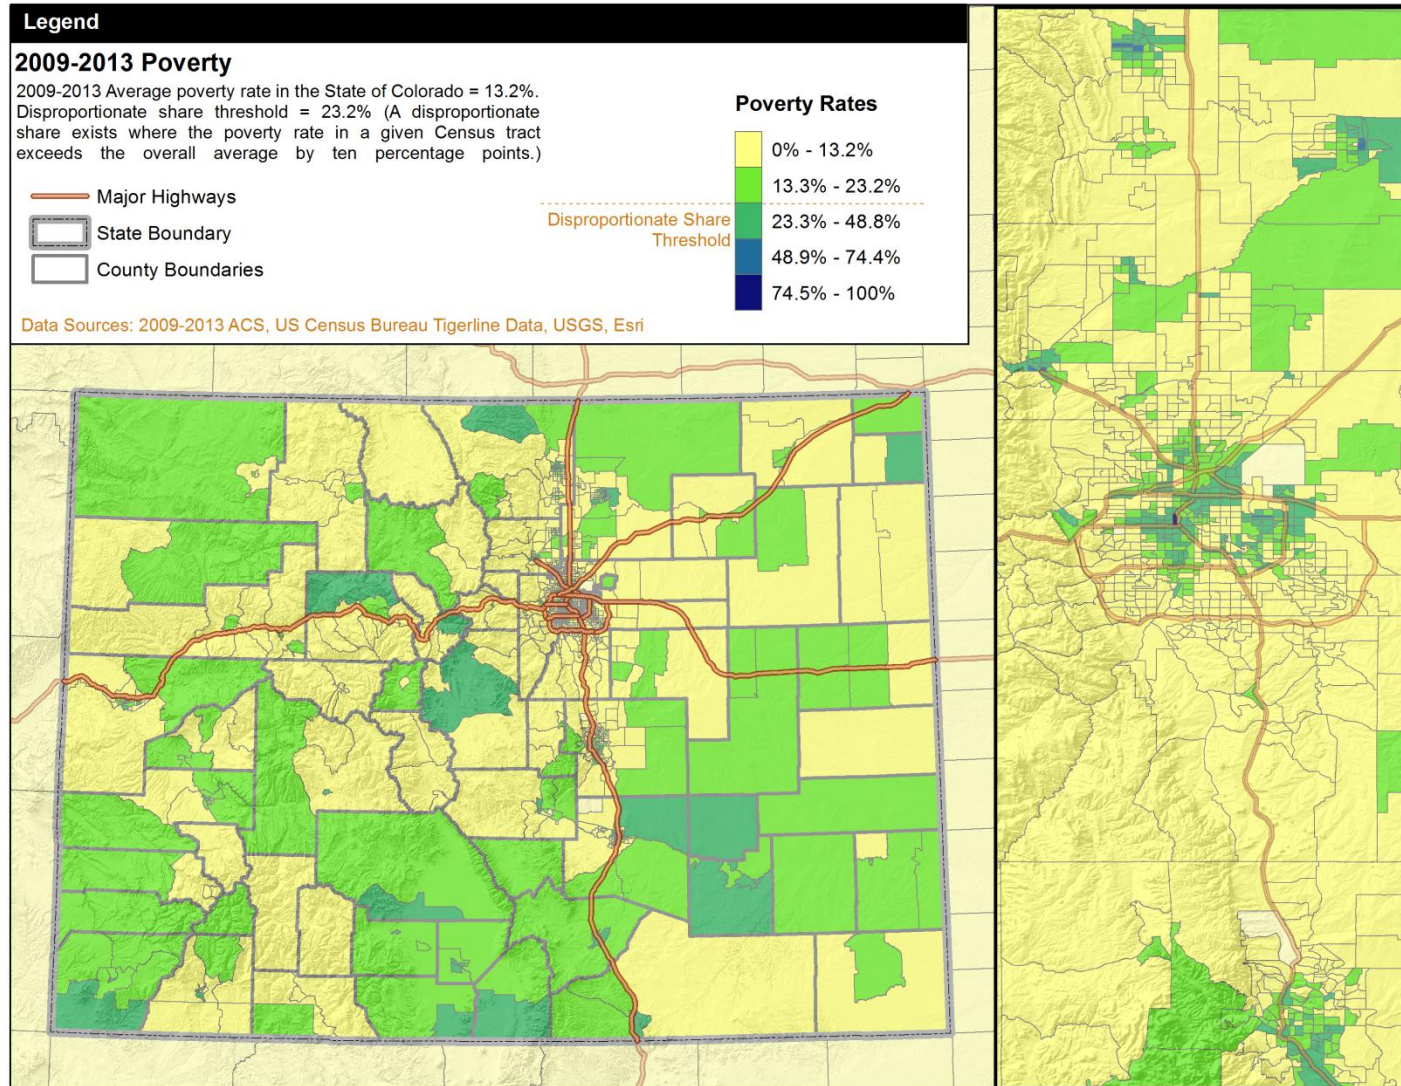 Legend
2009-2013 Poverty
2009-2013 Average poverty rate in the State of Colorado = 13.2%.
Disproportionate share threshold = 23.2% (A disproportionate
share exists where the poverty rate in a given Census tract
exceeds the overall average by ten percentage points.)
Major Highways
State Boundary
County Boundaries
Poverty Rates
0% - 13.2%
13.3% - 23.2%
Disproportionate Share
Threshold
23.3% - 48.8%
48.9% - 74.4%
74.5% - 100%
Data Sources: 2009-2013 ACS, US Census Bureau Tigerline Data, USGS, Esri